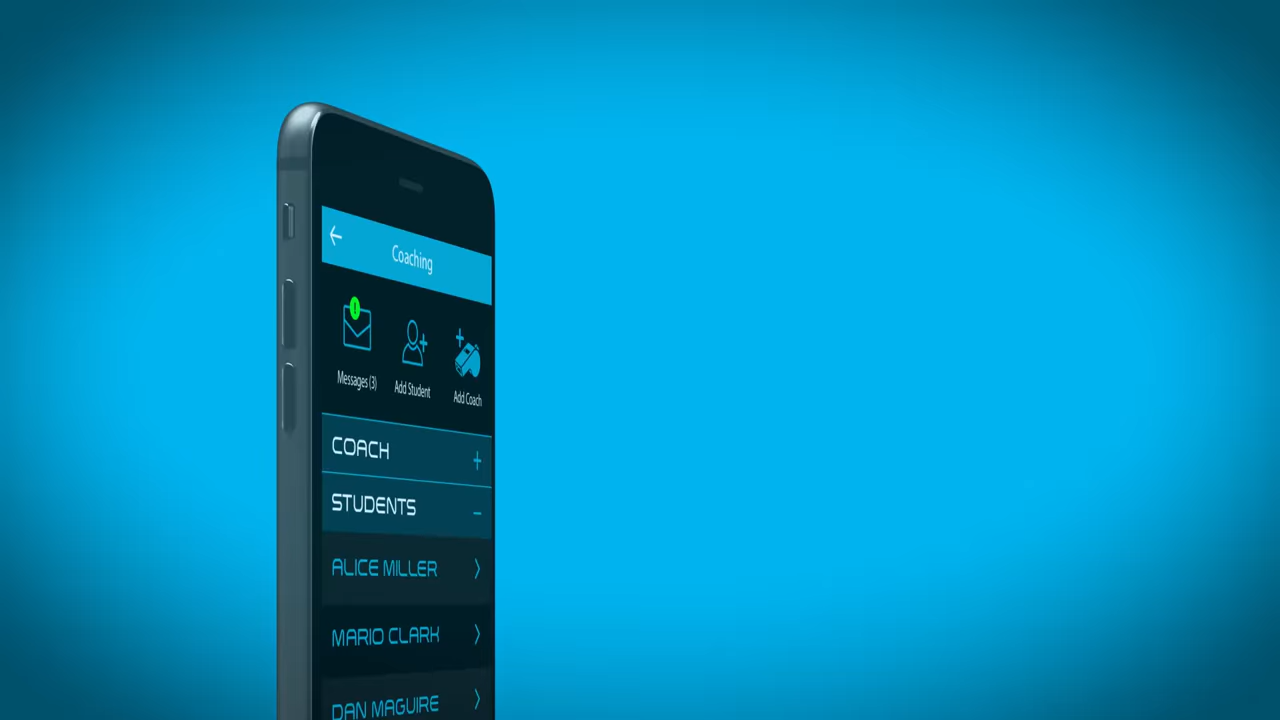 Coaching
Messages (3)
Add Student
Add Coach
COACH
STUDENTS
ALICE MILLER
MARIO CLARK
DAN MAGUIRE